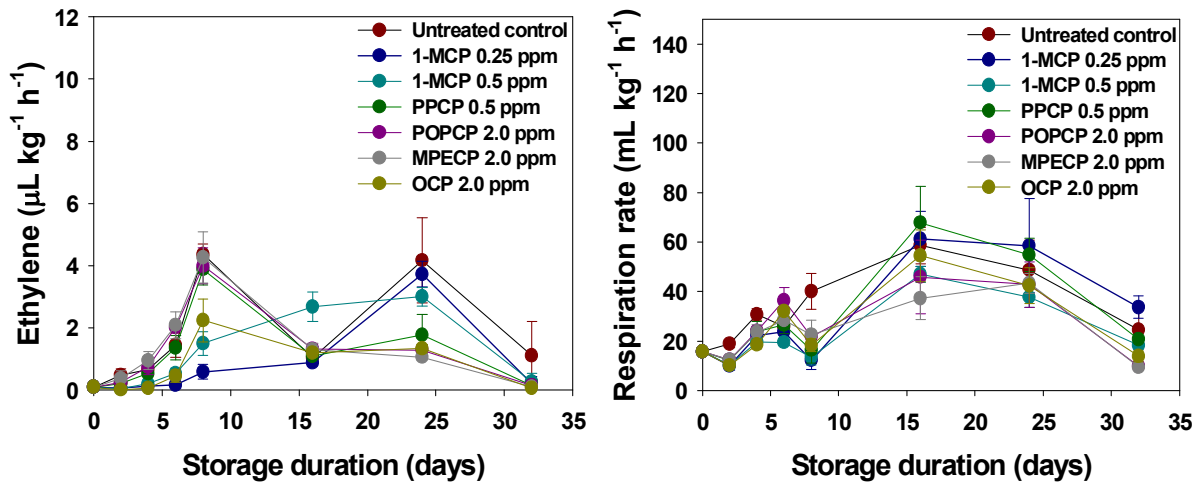 Ethylene (μL kg⁻¹ h⁻¹)
12
10
8
6
4
2
0
Untreated control
1-MCP 0.25 ppm
1-MCP 0.5 ppm
PPCP 0.5 ppm
POPCP 2.0 ppm
MPECP 2.0 ppm
OCP 2.0 ppm
0 5 10 15 20 25 30 35
Storage duration (days)
Respiration rate (mL kg⁻¹ h⁻¹)
140
120
100
80
60
40
20
0
Untreated control
1-MCP 0.25 ppm
1-MCP 0.5 ppm
PPCP 0.5 ppm
POPCP 2.0 ppm
MPECP 2.0 ppm
OCP 2.0 ppm
0 5 10 15 20 25 30 35
Storage duration (days)